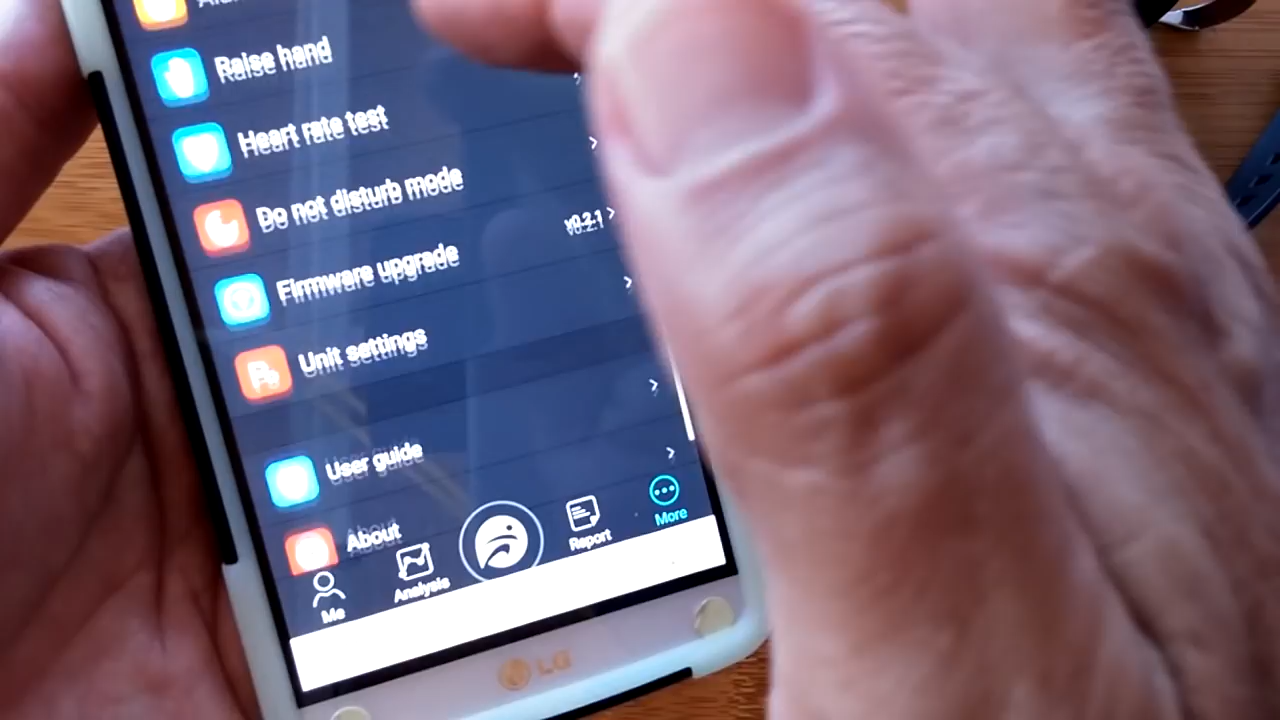 Raise hand
Heart rate test
Do not disturb mode
v0.2.1
Firmware upgrade
Unit settings
User guide
About
Me
Analysis
Report
More
LG